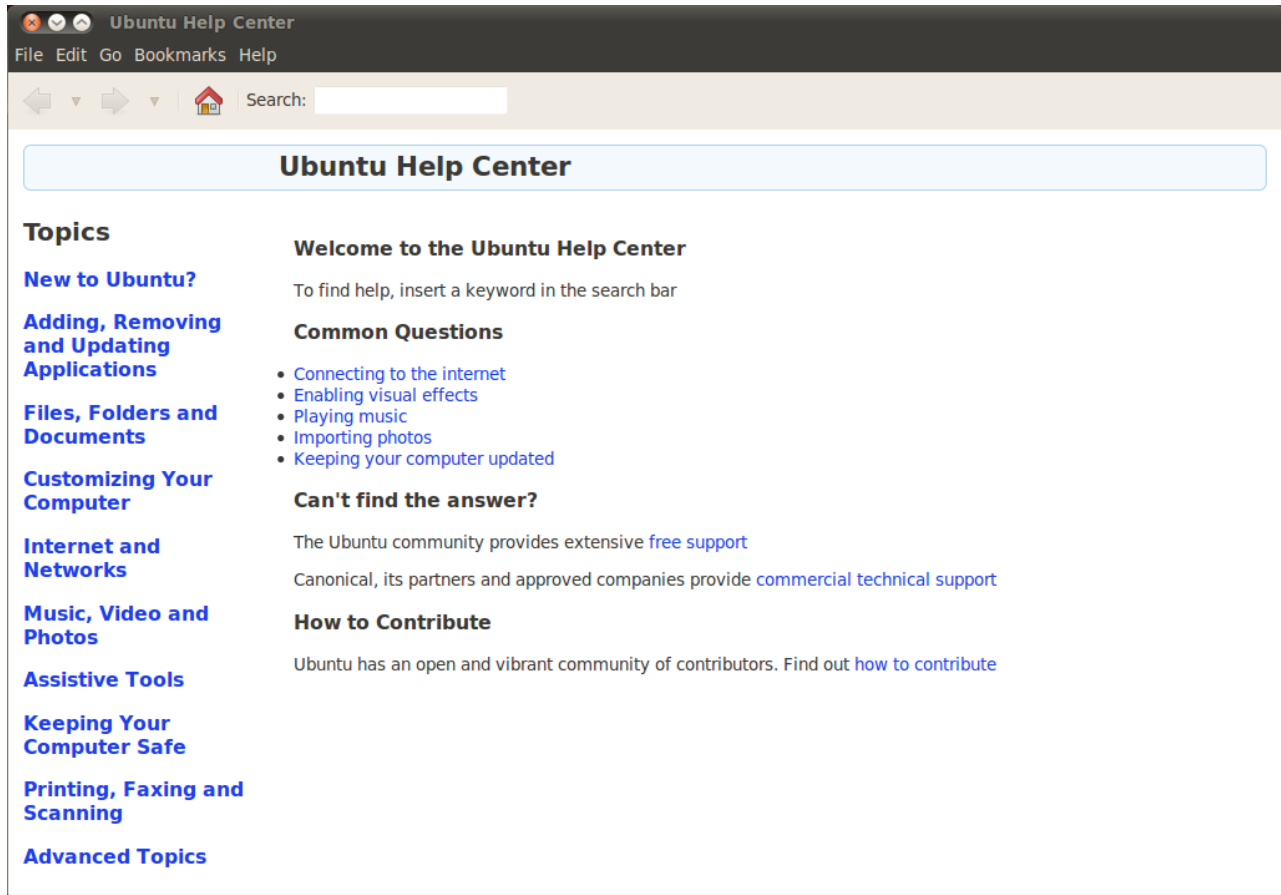 Ubuntu Help Center
File Edit Go Bookmarks Help
Search:
Ubuntu Help Center
Topics
New to Ubuntu?
Adding, Removing
and Updating
Applications
Files, Folders and
Documents
Customizing Your
Computer
Internet and
Networks
Music, Video and
Photos
Assistive Tools
Keeping Your
Computer Safe
Printing, Faxing and
Scanning
Advanced Topics
Welcome to the Ubuntu Help Center
To find help, insert a keyword in the search bar
Common Questions
• Connecting to the internet
• Enabling visual effects
• Playing music
• Importing photos
• Keeping your computer updated
Can't find the answer?
The Ubuntu community provides extensive free support
Canonical, its partners and approved companies provide commercial technical support
How to Contribute
Ubuntu has an open and vibrant community of contributors. Find out how to contribute